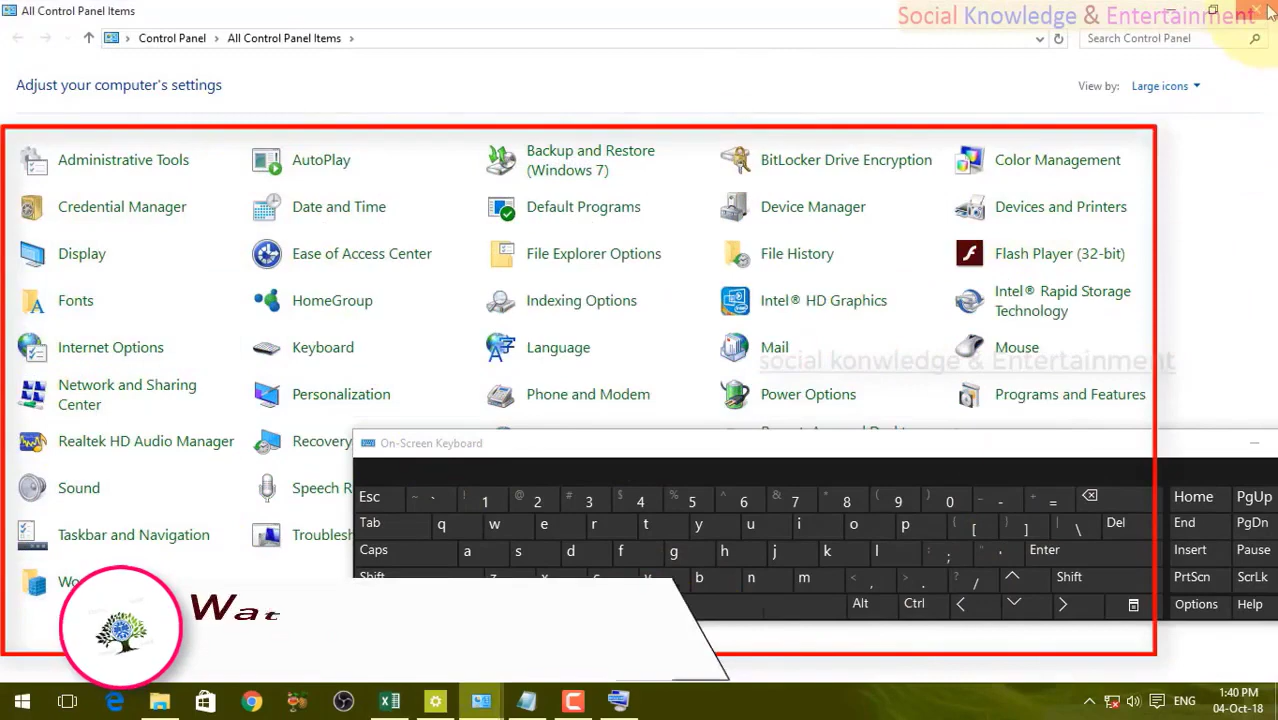 All Control Panel Items
Social Knowledge & Entertainment
Control Panel > All Control Panel Items >
Search Control Panel
Adjust your computer's settings
View by: Large icons
Administrative Tools
AutoPlay
Backup and Restore
(Windows 7)
BitLocker Drive Encryption
Color Management
Credential Manager
Date and Time
Default Programs
Device Manager
Devices and Printers
Display
Ease of Access Center
File Explorer Options
File History
Flash Player (32-bit)
Fonts
HomeGroup
Indexing Options
Intel® HD Graphics
Intel® Rapid Storage
Technology
Internet Options
Keyboard
Language
Mail
Mouse
social konwledge & Entertainment
Network and Sharing
Center
Personalization
Phone and Modem
Power Options
Programs and Features
Realtek HD Audio Manager
Recovery
On-Screen Keyboard
Sound
Speech R
Taskbar and Navigation
Troublesh
Wo
Esc ~ ` ! 1 @ 2 # 3 $ 4 % 5 ^ 6 & 7 * 8 ( 9 ) 0 _ - + = Home PgUp
Tab q w e r t y u i o p { [ } ] | \ Del End PgDn
Caps a s d f g h j k l : ; " ' Enter Insert Pause
Shift z x c v b n m < , > . ? / Shift PrtScn ScrLk
Alt Ctrl Options Help
Wat
ENG
1:40 PM
04-Oct-18